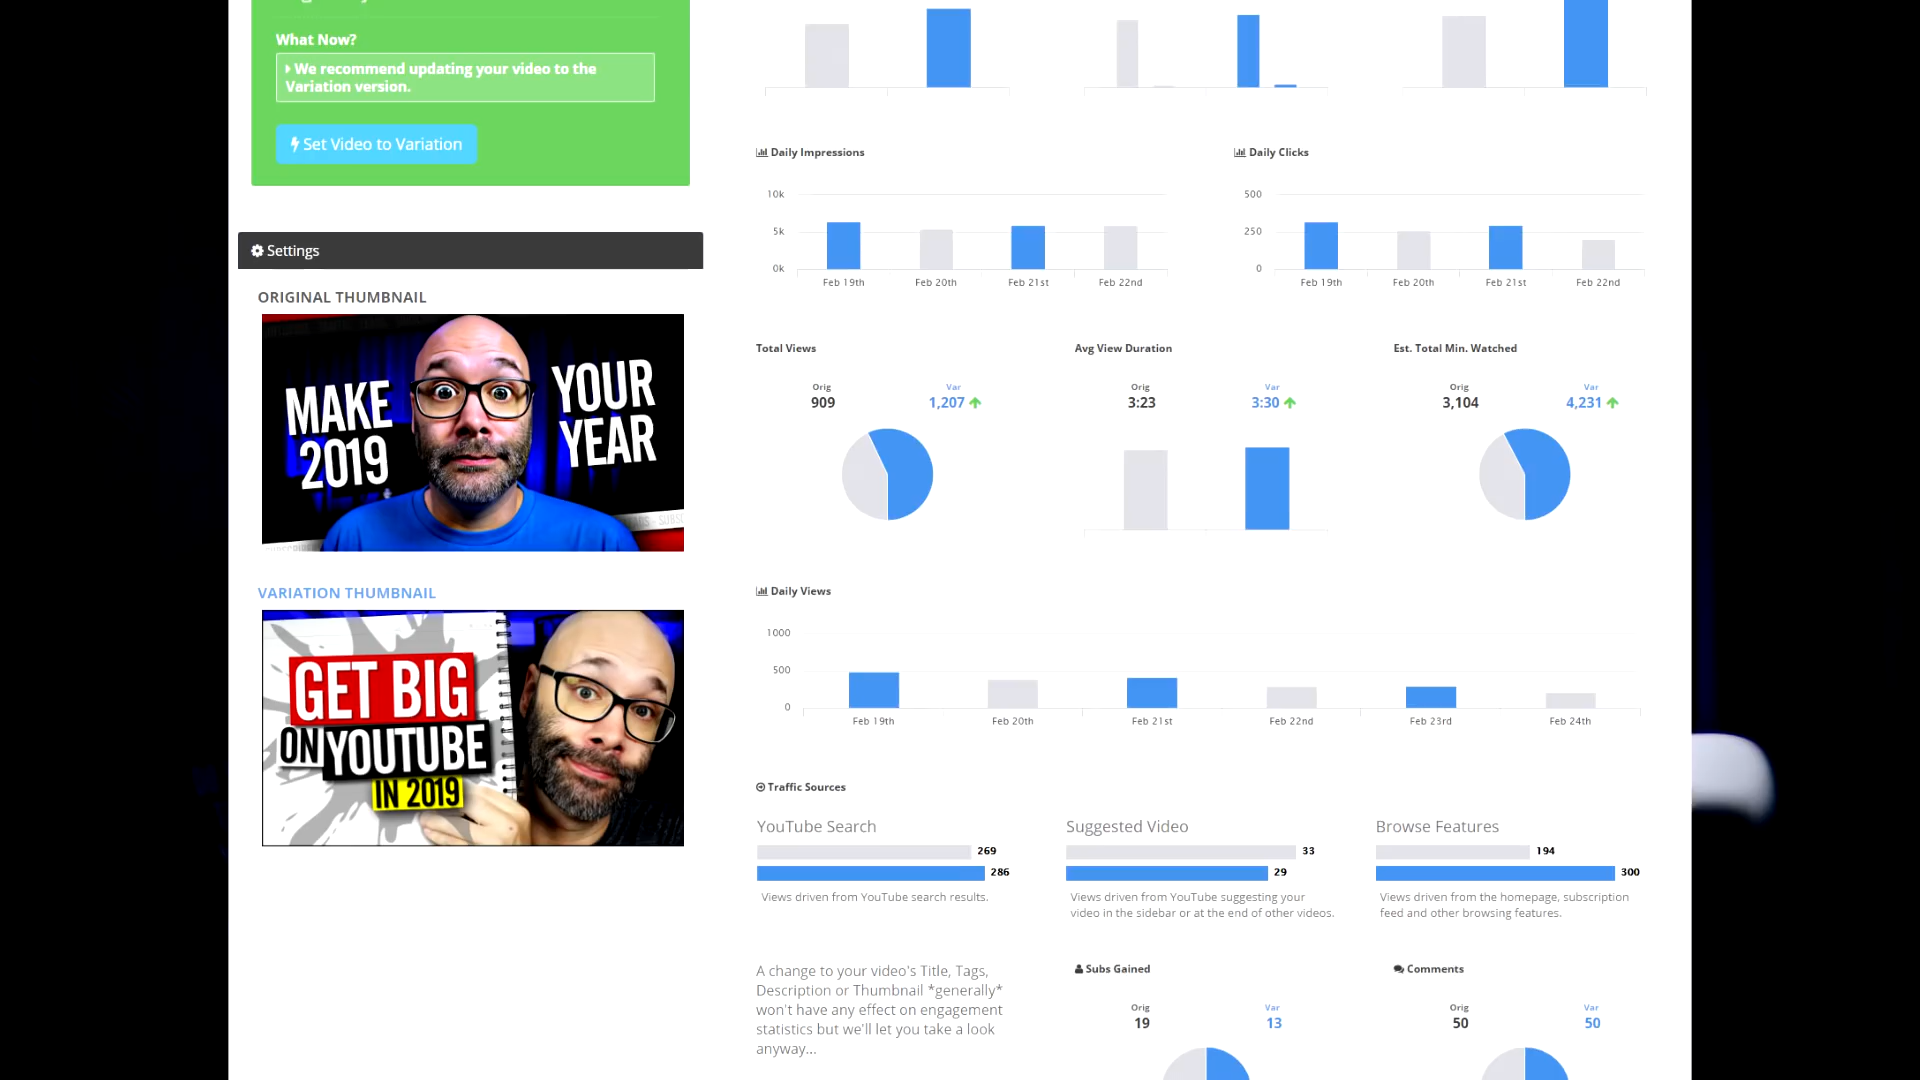 What Now?
We recommend updating your video to the
Variation version.
Set Video to Variation
Settings
ORIGINAL THUMBNAIL
MAKE
2019
YOUR
YEAR
VARIATION THUMBNAIL
GET BIG
ON YOUTUBE
IN 2019
Daily Impressions
10k
5k
0k
Feb 19th
Feb 20th
Feb 21st
Feb 22nd
Daily Clicks
500
250
0
Feb 19th
Feb 20th
Feb 21st
Feb 22nd
Total Views
Orig
909
Var
1,207
Avg View Duration
Orig
3:23
Var
3:30
Est. Total Min. Watched
Orig
3,104
Var
4,231
Daily Views
1000
500
0
Feb 19th
Feb 20th
Feb 21st
Feb 22nd
Feb 23rd
Feb 24th
Traffic Sources
YouTube Search
269
286
Views driven from YouTube search results.
Suggested Video
33
29
Views driven from YouTube suggesting your
video in the sidebar or at the end of other videos.
Browse Features
194
300
Views driven from the homepage, subscription
feed and other browsing features.
A change to your video's Title, Tags,
Description or Thumbnail *generally*
won't have any effect on engagement
statistics but we'll let you take a look
anyway...
Subs Gained
Orig
19
Var
13
Comments
Orig
50
Var
50